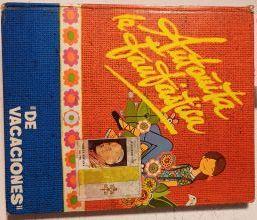 Antoñita
la
fantástica
"DE
VACACIONES"